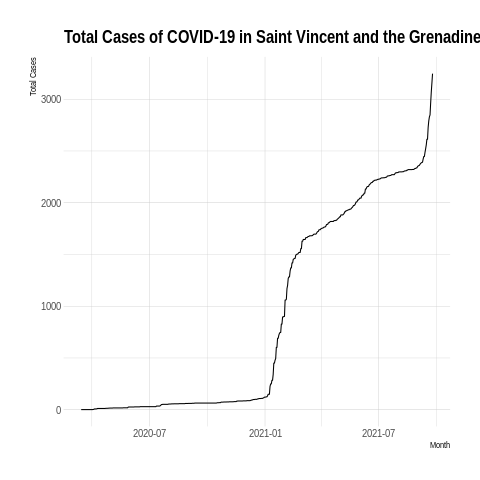 Total Cases of COVID-19 in Saint Vincent and the Grenadine
Total Cases
3000
2000
1000
0
2020-07
2021-01
2021-07
Month